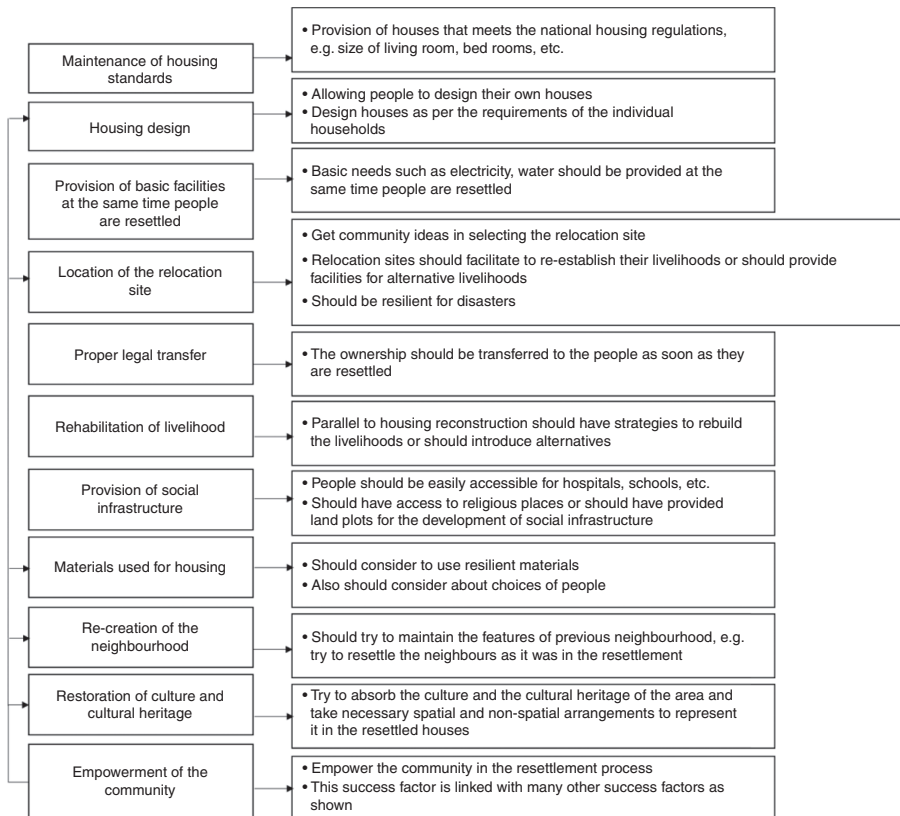 Maintenance of housing
standards
• Provision of houses that meets the national housing regulations,
e.g. size of living room, bed rooms, etc.
Housing design
• Allowing people to design their own houses
• Design houses as per the requirements of the individual
households
Provision of basic facilities
at the same time people
are resettled
• Basic needs such as electricity, water should be provided at the
same time people are resettled
Location of the relocation
site
• Get community ideas in selecting the relocation site
• Relocation sites should facilitate to re-establish their livelihoods or should provide
facilities for alternative livelihoods
• Should be resilient for disasters
Proper legal transfer
• The ownership should be transferred to the people as soon as they
are resettled
Rehabilitation of livelihood
• Parallel to housing reconstruction should have strategies to rebuild
the livelihoods or should introduce alternatives
Provision of social
infrastructure
• People should be easily accessible for hospitals, schools, etc.
• Should have access to religious places or should have provided
land plots for the development of social infrastructure
Materials used for housing
• Should consider to use resilient materials
• Also should consider about choices of people
Re-creation of the
neighbourhood
• Should try to maintain the features of previous neighbourhood, e.g.
try to resettle the neighbours as it was in the resettlement
Restoration of culture and
cultural heritage
• Try to absorb the culture and the cultural heritage of the area and
take necessary spatial and non-spatial arrangements to represent
it in the resettled houses
Empowerment of the
community
• Empower the community in the resettlement process
• This success factor is linked with many other success factors as
shown